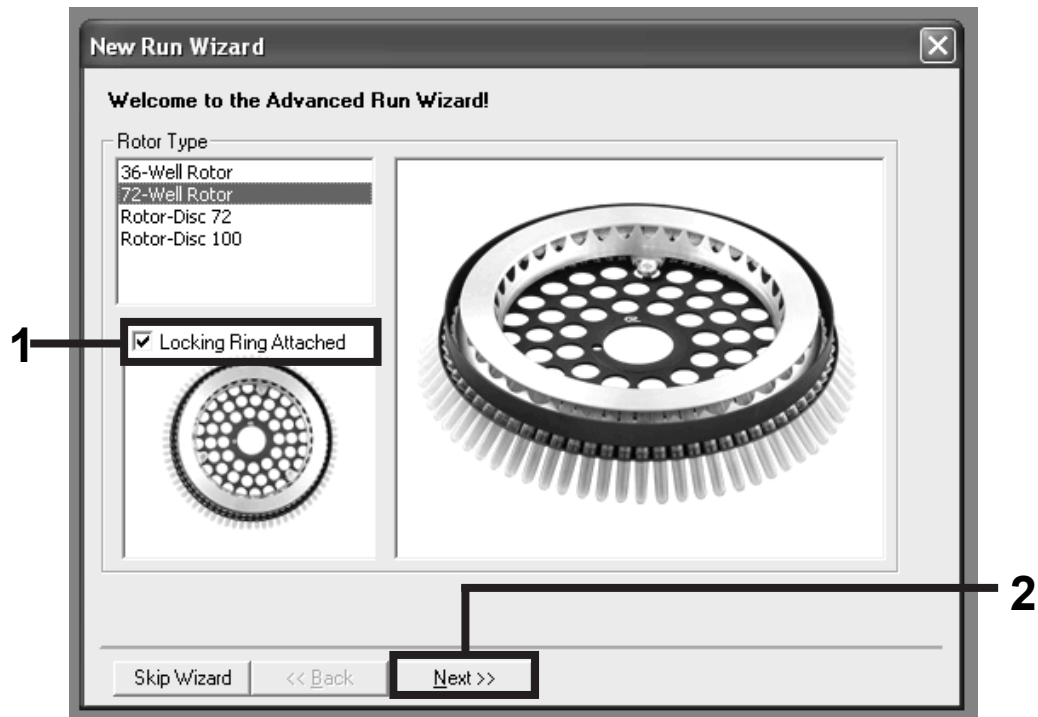 New Run Wizard
Welcome to the Advanced Run Wizard!
Rotor Type
36-Well Rotor
72-Well Rotor
Rotor-Disc 72
Rotor-Disc 100
1
Locking Ring Attached
2
Skip Wizard
<< Back
Next >>